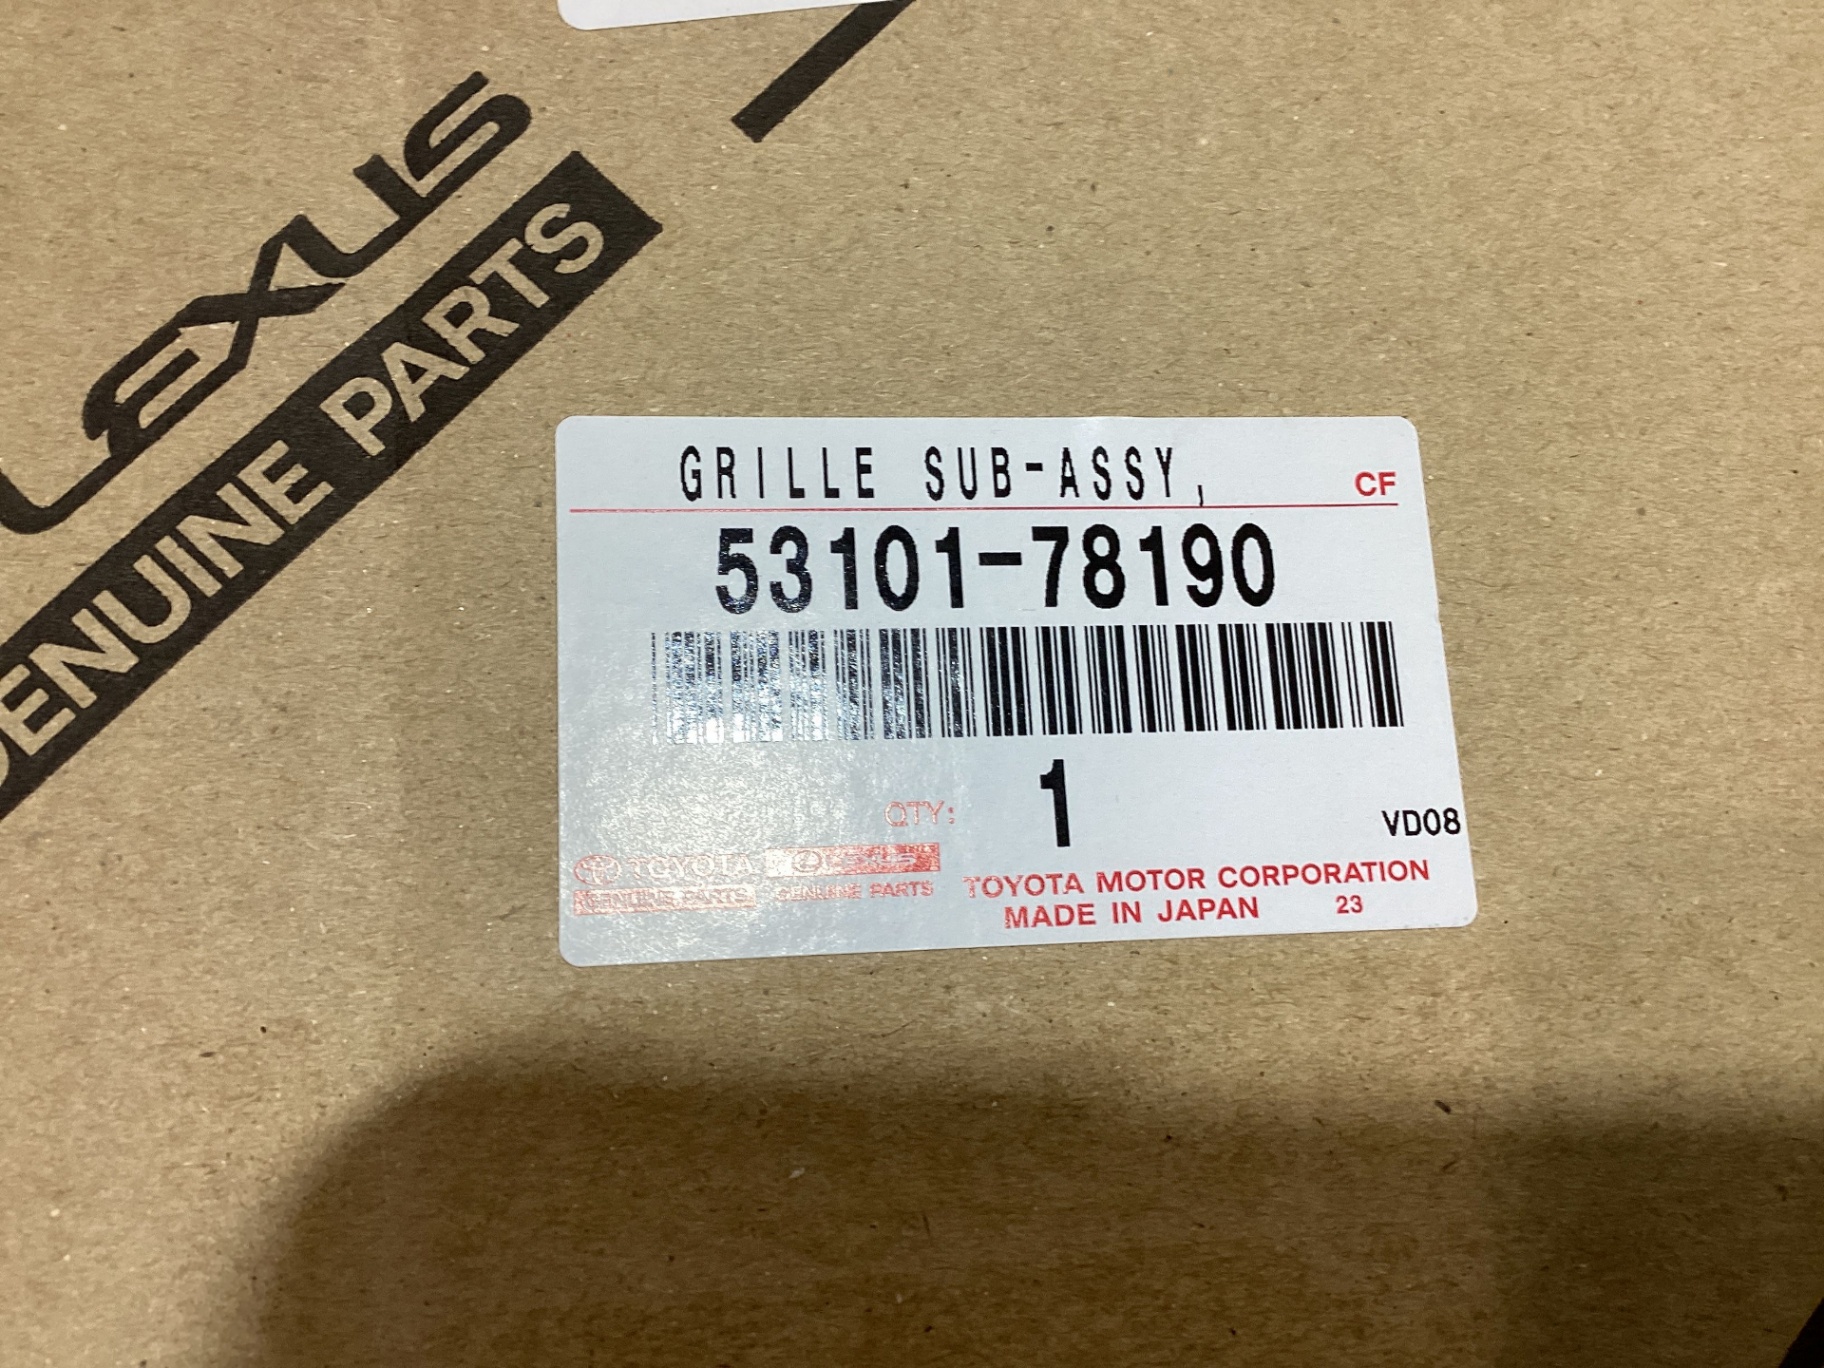 LEXUS
GENUINE PARTS
GRILLE SUB-ASSY,
CF
53101-78190
QTY: 1
VD08
TOYOTA LEXUS
GENUINE PARTS GENUINE PARTS
TOYOTA MOTOR CORPORATION
MADE IN JAPAN 23